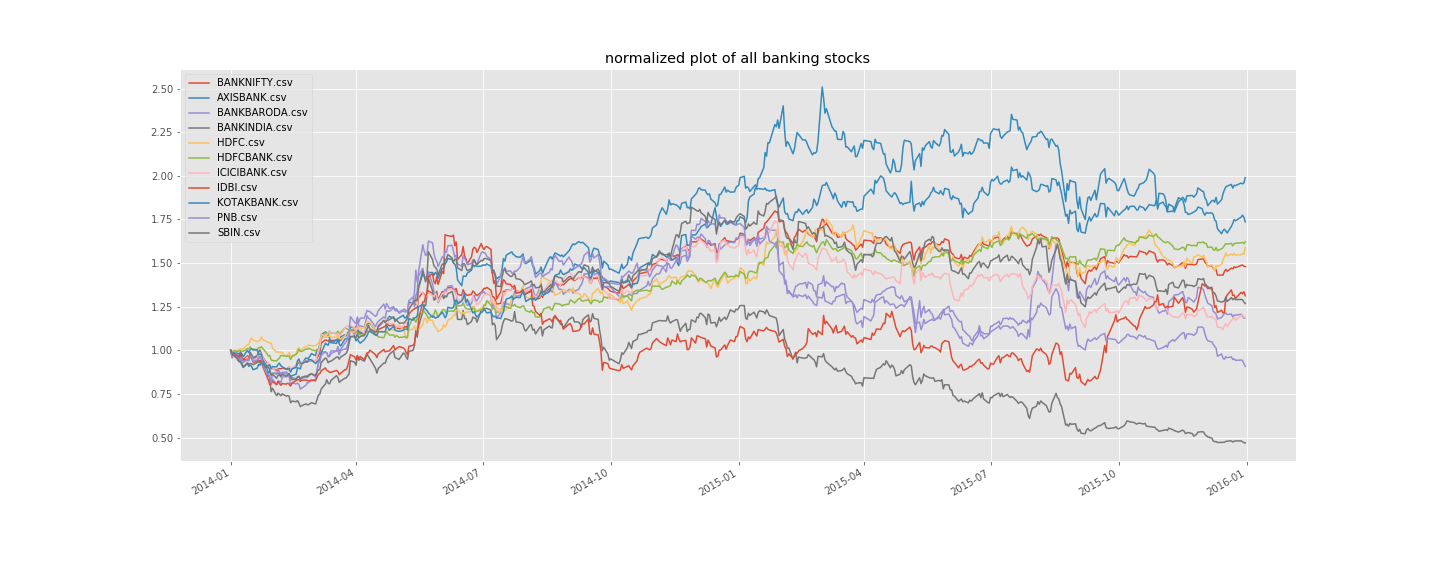 normalized plot of all banking stocks
2.50
2.25
2.00
1.75
1.50
1.25
1.00
0.75
0.50
BANKNIFTY.csv
AXISBANK.csv
BANKBARODA.csv
BANKINDIA.csv
HDFC.csv
HDFCBANK.csv
ICICIBANK.csv
IDBI.csv
KOTAKBANK.csv
PNB.csv
SBIN.csv
2014-01
2014-04
2014-07
2014-10
2015-01
2015-04
2015-07
2015-10
2016-01